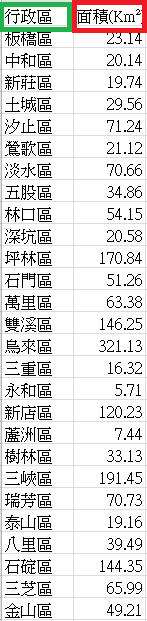 行政區 面積(Km²
板橋區 23.14
中和區 20.14
新莊區 19.74
土城區 29.56
汐止區 71.24
鶯歌區 21.12
淡水區 70.66
五股區 34.86
林口區 54.15
深坑區 20.58
坪林區 170.84
石門區 51.26
萬里區 63.38
雙溪區 146.25
烏來區 321.13
三重區 16.32
永和區 5.71
新店區 120.23
蘆洲區 7.44
樹林區 33.13
三峽區 191.45
瑞芳區 70.73
泰山區 19.16
八里區 39.49
石碇區 144.35
三芝區 65.99
金山區 49.21